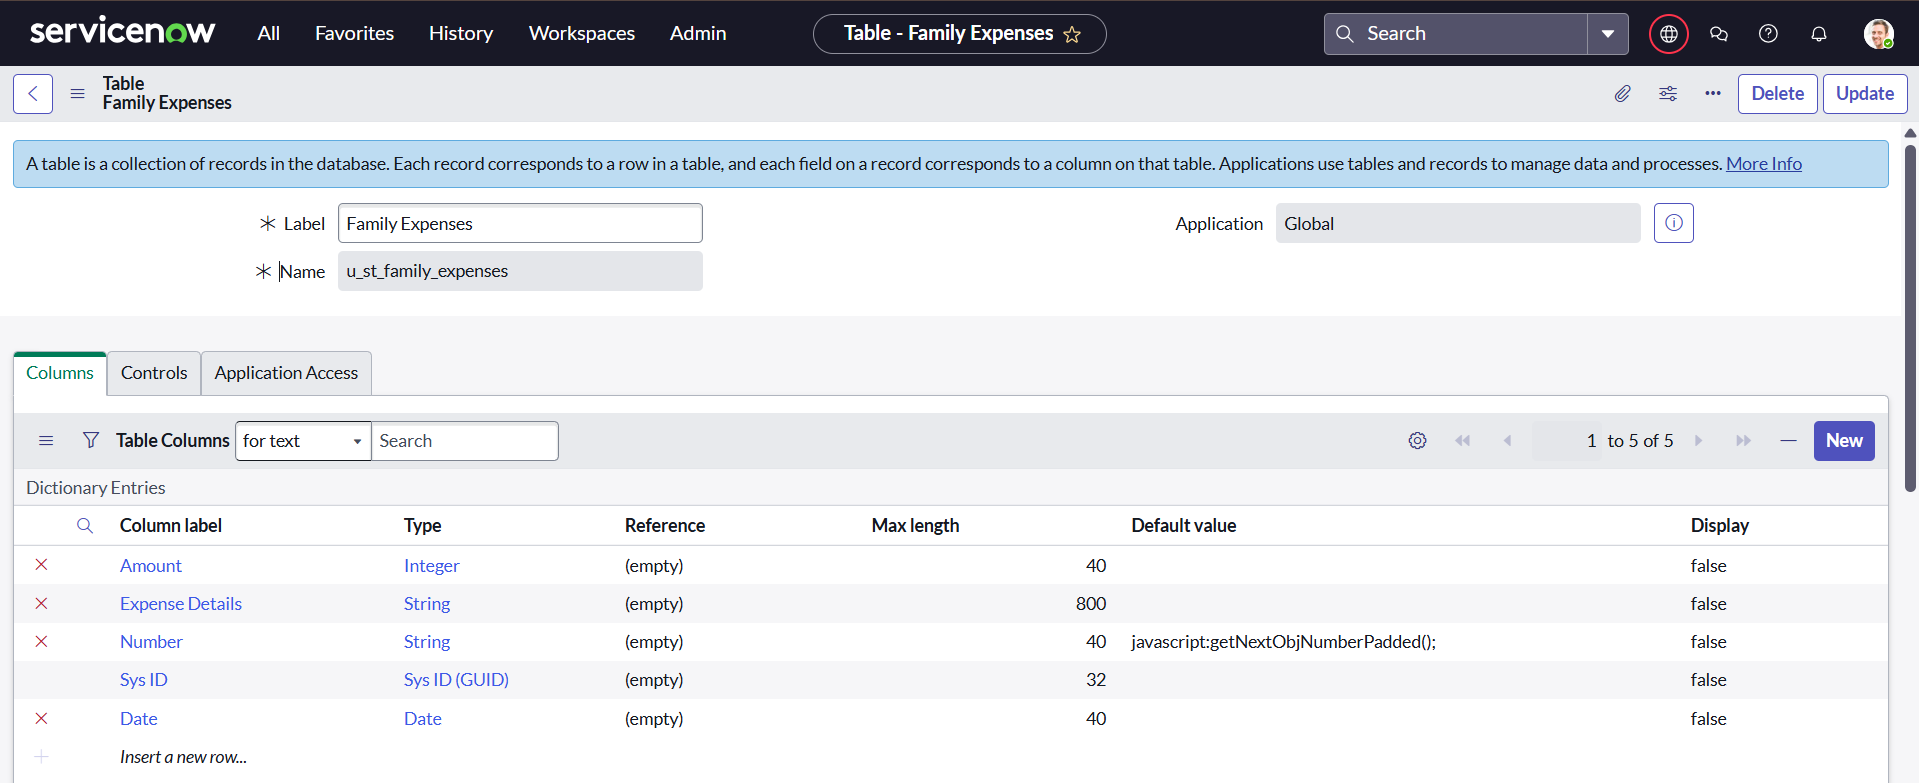 servicenow All Favorites History Workspaces Admin Table - Family Expenses Search
Table
Family Expenses
Delete Update
A table is a collection of records in the database. Each record corresponds to a row in a table, and each field on a record corresponds to a column on that table. Applications use tables and records to manage data and processes. More Info
Label Family Expenses Application Global
Name u_st_family_expenses
Columns Controls Application Access
Table Columns for text Search 1 to 5 of 5 New
Dictionary Entries
Column label Type Reference Max length Default value Display
Amount Integer (empty) 40 false
Expense Details String (empty) 800 false
Number String (empty) 40 javascript:getNextObjNumberPadded(); false
Sys ID Sys ID (GUID) (empty) 32 false
Date Date (empty) 40 false
Insert a new row...